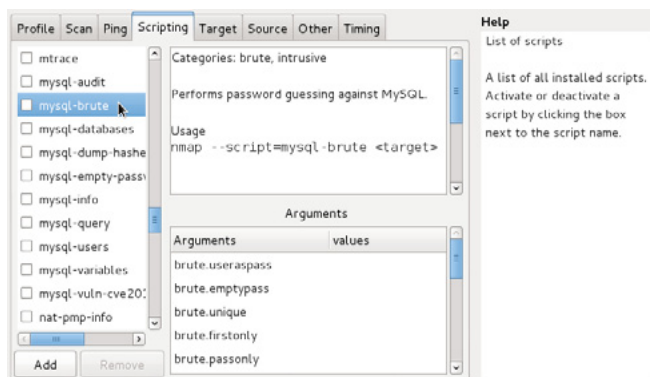 Profile Scan Ping Scripting Target Source Other Timing
mtrace
mysql-audit
mysql-brute
mysql-databases
mysql-dump-hashe
mysql-empty-passw
mysql-info
mysql-query
mysql-users
mysql-variables
mysql-vuln-cve201
nat-pmp-info
Add Remove
Categories: brute, intrusive
Performs password guessing against MySQL.
Usage
nmap --script=mysql-brute <target>
Arguments
Arguments values
brute.useraspass
brute.emptypass
brute.unique
brute.firstonly
brute.passonly
Help
List of scripts
A list of all installed scripts.
Activate or deactivate a
script by clicking the box
next to the script name.